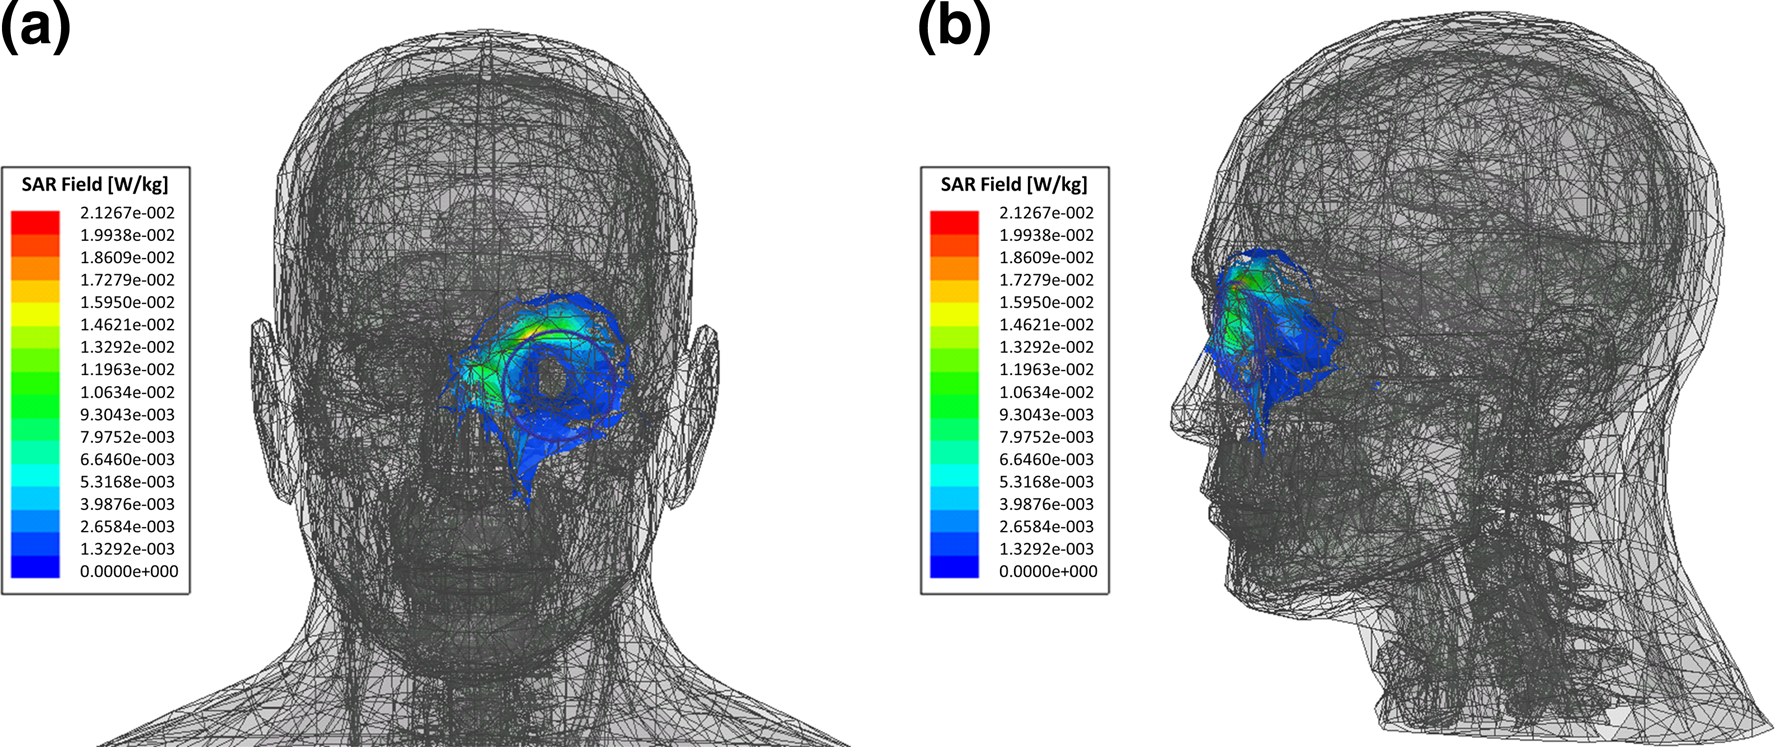 (a)
SAR Field [W/kg]
2.1267e-002
1.9938e-002
1.8609e-002
1.7279e-002
1.5950e-002
1.4621e-002
1.3292e-002
1.1963e-002
1.0634e-002
9.3043e-003
7.9752e-003
6.6460e-003
5.3168e-003
3.9876e-003
2.6584e-003
1.3292e-003
0.0000e+000
(b)
SAR Field [W/kg]
2.1267e-002
1.9938e-002
1.8609e-002
1.7279e-002
1.5950e-002
1.4621e-002
1.3292e-002
1.1963e-002
1.0634e-002
9.3043e-003
7.9752e-003
6.6460e-003
5.3168e-003
3.9876e-003
2.6584e-003
1.3292e-003
0.0000e+000